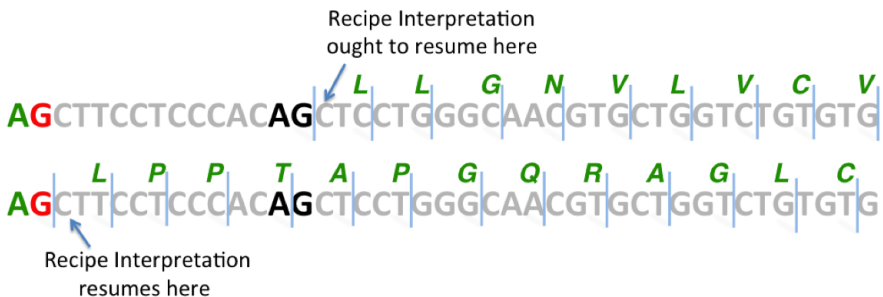 Recipe Interpretation
ought to resume here
L L G N V L V C V
AGCTTCCTCCCACAGCTCCTGGGCAACGTGCTGGTCTGTGTG
L P P T A P G Q R A G L C
AGCTTCCTCCCACAGCTCCTGGGCAACGTGCTGGTCTGTGTG
Recipe Interpretation
resumes here